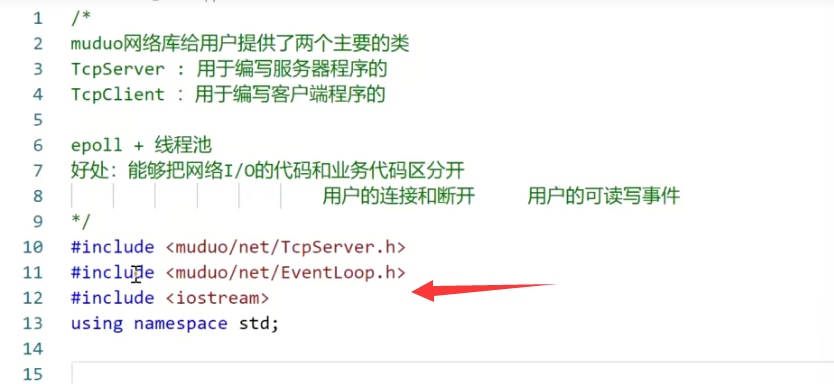 1 /*
2 muduo网络库给用户提供了两个主要的类
3 TcpServer : 用于编写服务器程序的
4 TcpClient : 用于编写客户端程序的
5
6 epoll + 线程池
7 好处：能够把网络I/O的代码和业务代码区分开
8 用户的连接和断开 用户的可读写事件
9 */
10 #include <muduo/net/TcpServer.h>
11 #include <muduo/net/EventLoop.h>
12 #include <iostream>
13 using namespace std;
14
15